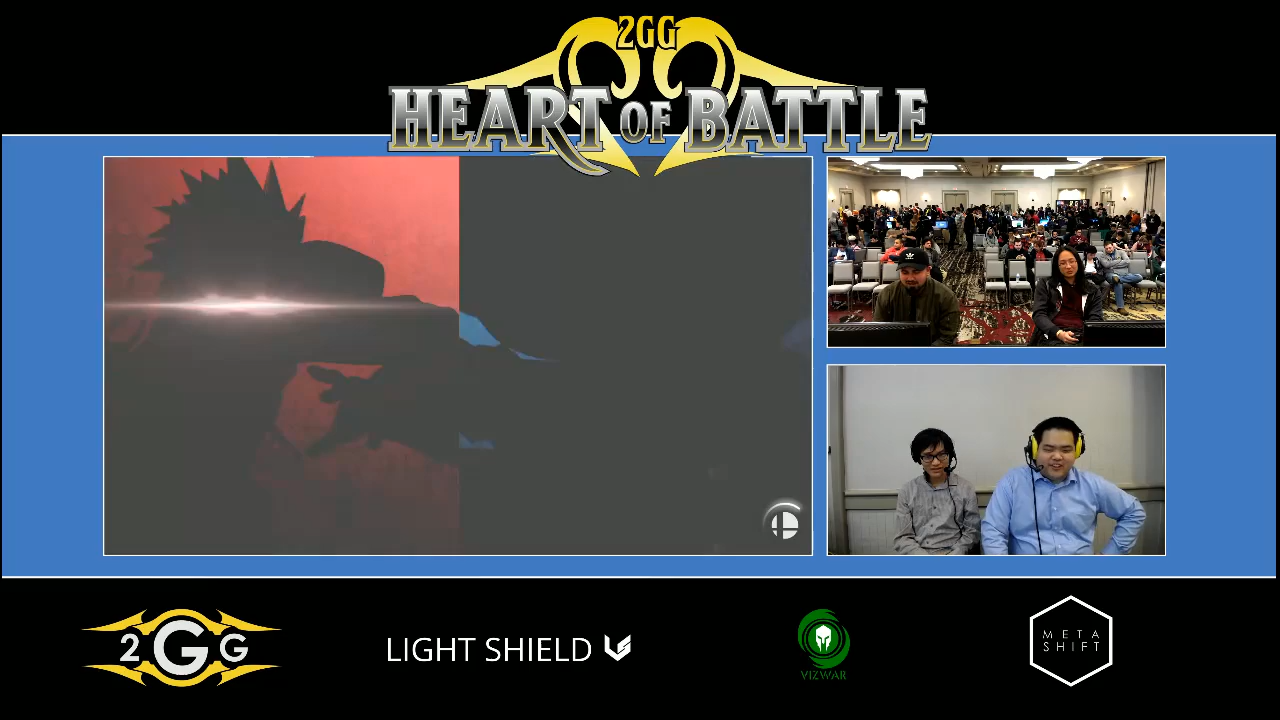 2GG
HEART OF BATTLE
2GG
LIGHT SHIELD
VIZWAR
META
SHIFT